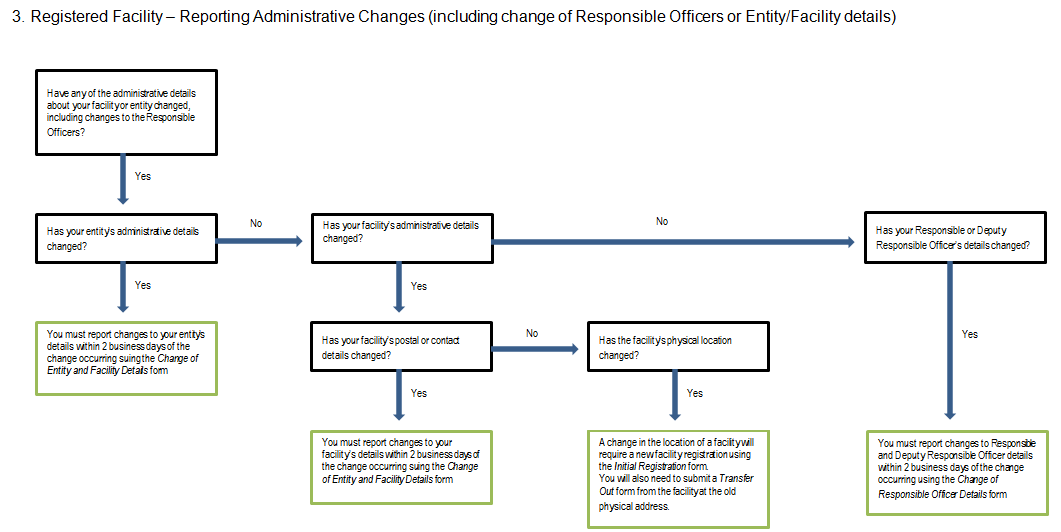 3. Registered Facility – Reporting Administrative Changes (including change of Responsible Officers or Entity/Facility details)
Have any of the administrative details
about your facility or entity changed,
including changes to the Responsible
Officers?
Yes
Has your entity's administrative details
changed?
No
Has your facility's administrative details
changed?
No
Has your Responsible or Deputy
Responsible Officer's details changed?
Yes
Yes
You must report changes to your entity's
details within 2 business days of the
change occurring suing the Change of
Entity and Facility Details form
Has your facility's postal or contact
details changed?
No
Has the facility's physical location
changed?
Yes
Yes
Yes
You must report changes to your
facility's details within 2 business days of
the change occurring suing the Change
of Entity and Facility Details form
A change in the location of a facility will
require a new facility registration using
the Initial Registration form.
You will also need to submit a Transfer
Out form from the facility at the old
physical address.
You must report changes to Responsible
and Deputy Responsible Officer details
within 2 business days of the change
occurring using the Change of
Responsible Officer Details form